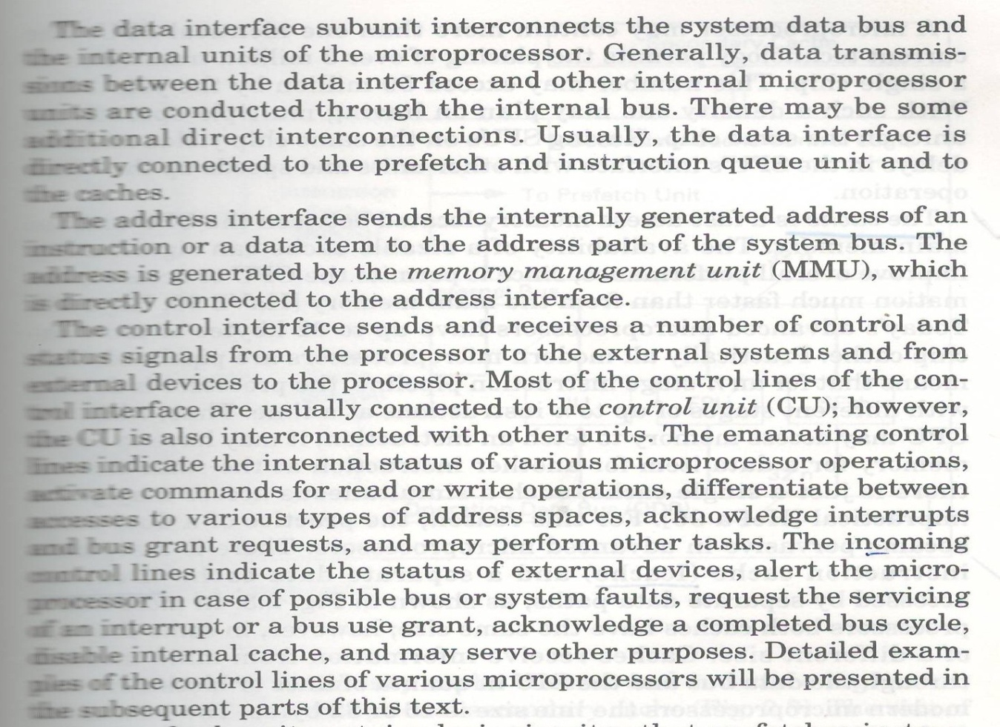 The data interface subunit interconnects the system data bus and
the internal units of the microprocessor. Generally, data transmis-
sions between the data interface and other internal microprocessor
units are conducted through the internal bus. There may be some
additional direct interconnections. Usually, the data interface is
directly connected to the prefetch and instruction queue unit and to
the caches.
The address interface sends the internally generated address of an
instruction or a data item to the address part of the system bus. The
address is generated by the memory management unit (MMU), which
is directly connected to the address interface.
The control interface sends and receives a number of control and
status signals from the processor to the external systems and from
external devices to the processor. Most of the control lines of the con-
trol interface are usually connected to the control unit (CU); however,
the CU is also interconnected with other units. The emanating control
lines indicate the internal status of various microprocessor operations,
activate commands for read or write operations, differentiate between
accesses to various types of address spaces, acknowledge interrupts
and bus grant requests, and may perform other tasks. The incoming
control lines indicate the status of external devices, alert the micro-
processor in case of possible bus or system faults, request the servicing
of an interrupt or a bus use grant, acknowledge a completed bus cycle,
disable internal cache, and may serve other purposes. Detailed exam-
ples of the control lines of various microprocessors will be presented in
the subsequent parts of this text.